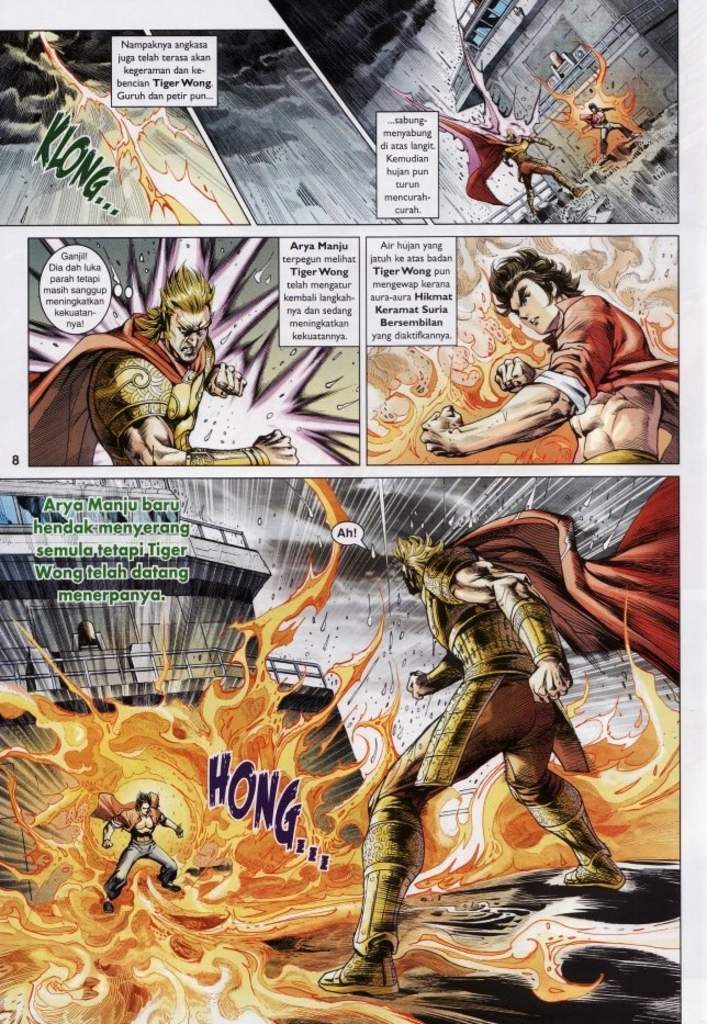 Nampaknya angkasa
juga telah terasa akan
kegeraman dan ke-
bencian Tiger Wong.
Guruh dan petir pun...
KLONG...
...sabung-
menyabung
di atas langit.
Kemudian
hujan pun
turun
mencurah-
curah.
Ganjil!
Dia dah luka
parah tetapi
masih sanggup
meningkatkan
kekuatan-
nya!
Arya Manju
terpegun melihat
Tiger Wong
telah mengatur
kembali langkah-
nya dan sedang
meningkatkan
kekuatannya.
Air hujan yang
jatuh ke atas badan
Tiger Wong pun
mengewap kerana
aura-aura Hikmat
Keramat Suria
Bersembilan
yang diaktifkannya.
8
Arya Manju baru
hendak menyerang
semula,tetapi Tiger
Wong telah datang
menerpanya.
Ah!
HONG...